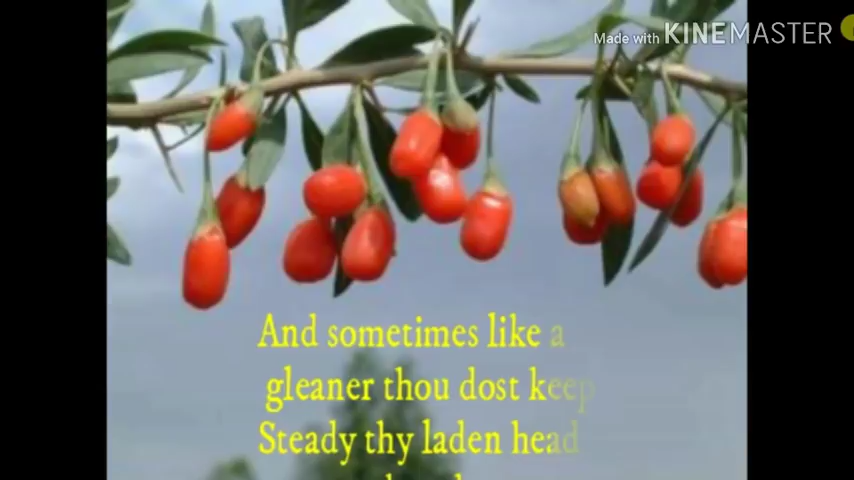 Made with KINEMASTER
And sometimes like a
gleaner thou dost keep
Steady thy laden head